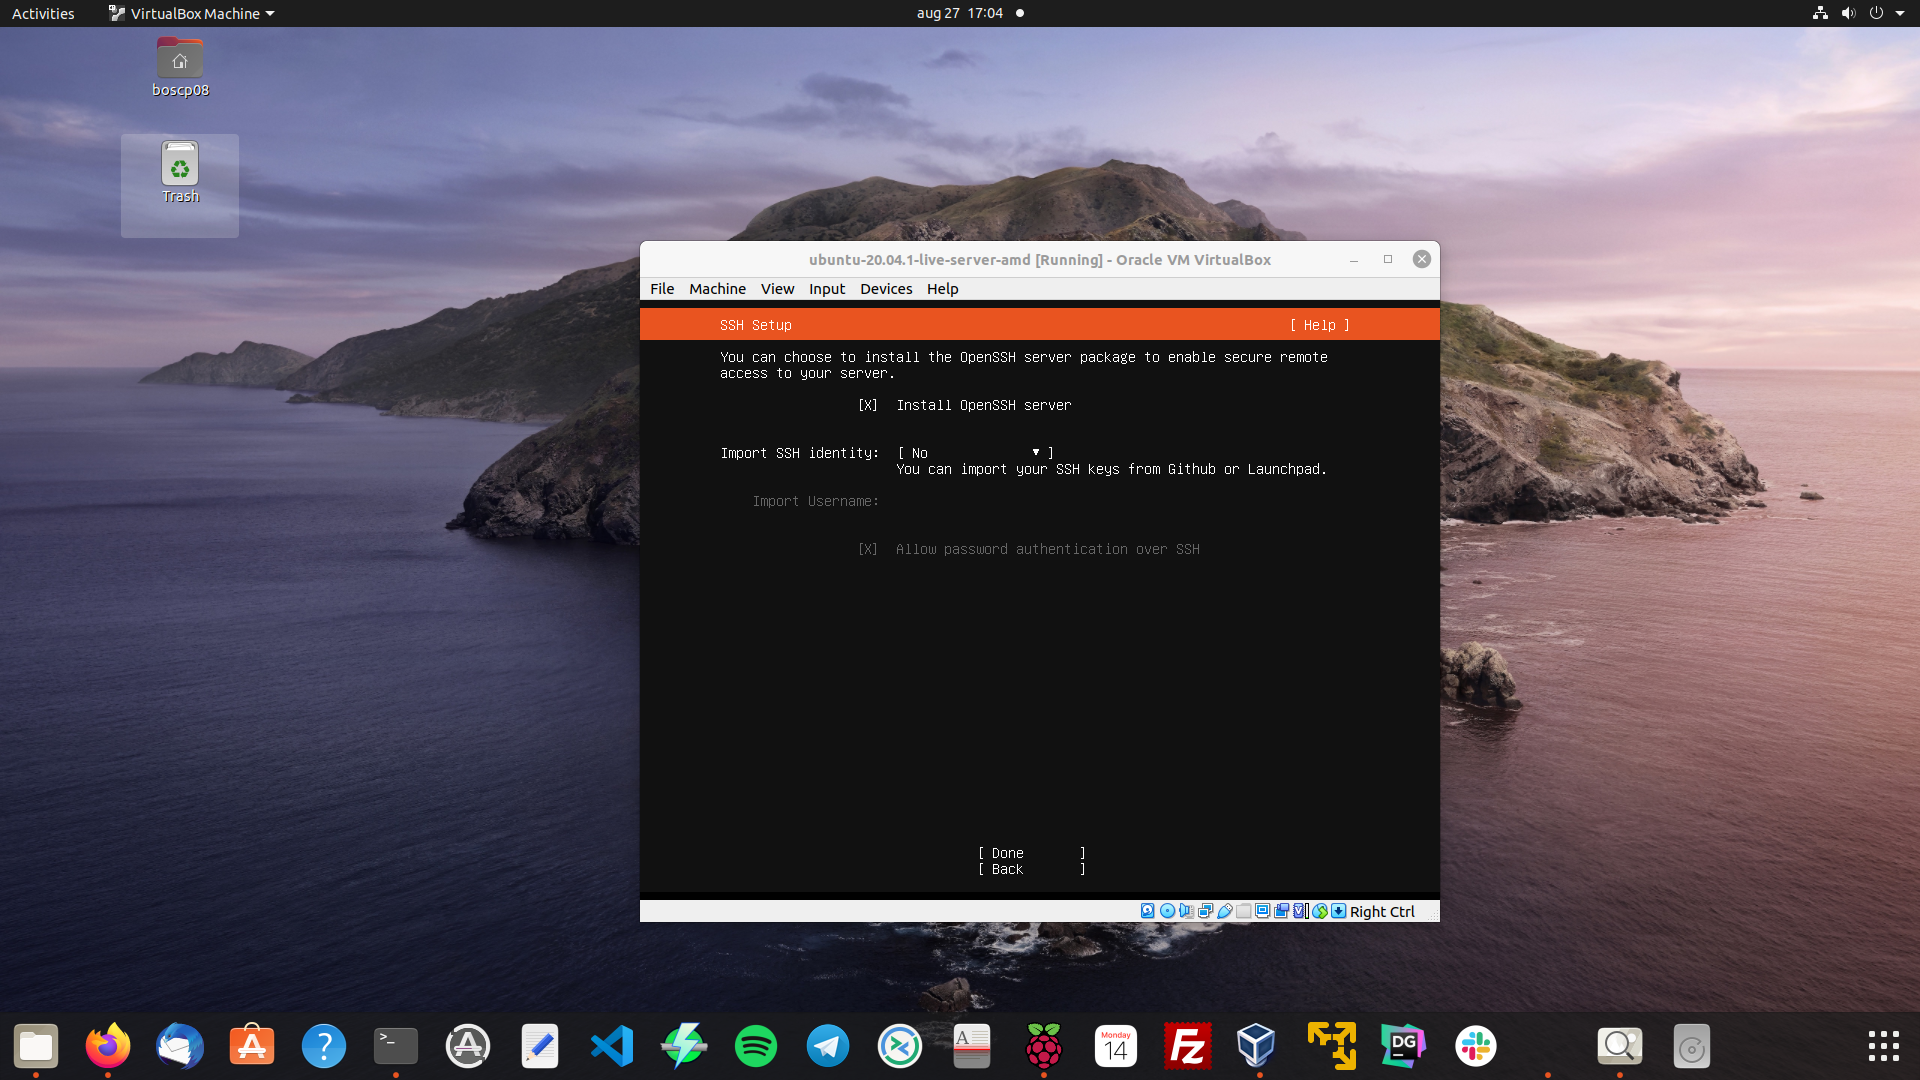 Activities
VirtualBox Machine
aug 27 17:04
boscp08
Trash
ubuntu-20.04.1-live-server-amd [Running] - Oracle VM VirtualBox
File Machine View Input Devices Help
SSH Setup [ Help ]
You can choose to install the OpenSSH server package to enable secure remote
access to your server.
[X] Install OpenSSH server
Import SSH identity: [ No ▼ ]
You can import your SSH keys from Github or Launchpad.
Import Username:
[X] Allow password authentication over SSH
[ Done ]
[ Back ]
Right Ctrl
Monday
14
Fz
DG